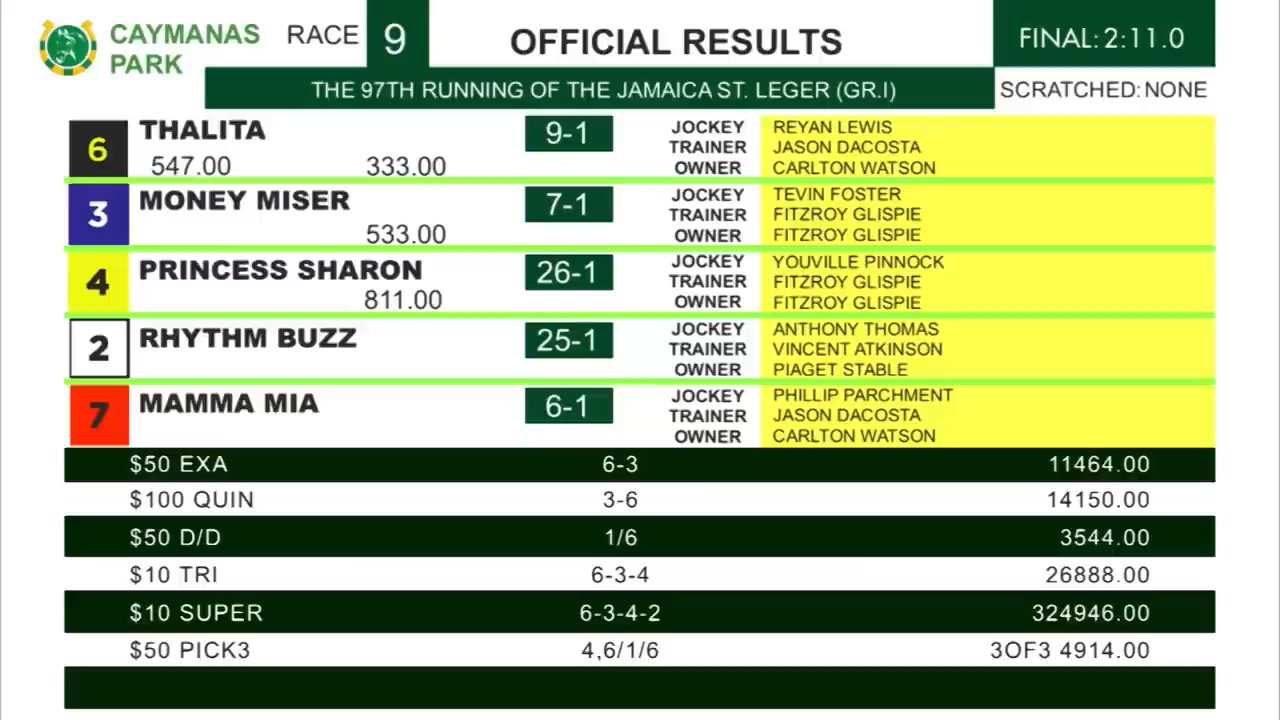 CAYMANAS PARK RACE 9 OFFICIAL RESULTS FINAL: 2:11.0
THE 97TH RUNNING OF THE JAMAICA ST. LEGER (GR.I) SCRATCHED: NONE
6 THALITA 9-1 JOCKEY REYAN LEWIS
TRAINER JASON DACOSTA
547.00 333.00 OWNER CARLTON WATSON
3 MONEY MISER 7-1 JOCKEY TEVIN FOSTER
TRAINER FITZROY GLISPIE
533.00 OWNER FITZROY GLISPIE
4 PRINCESS SHARON 26-1 JOCKEY YOUVILLE PINNOCK
TRAINER FITZROY GLISPIE
811.00 OWNER FITZROY GLISPIE
2 RHYTHM BUZZ 25-1 JOCKEY ANTHONY THOMAS
TRAINER VINCENT ATKINSON
OWNER PIAGET STABLE
7 MAMMA MIA 6-1 JOCKEY PHILLIP PARCHMENT
TRAINER JASON DACOSTA
OWNER CARLTON WATSON
$50 EXA 6-3 11464.00
$100 QUIN 3-6 14150.00
$50 D/D 1/6 3544.00
$10 TRI 6-3-4 26888.00
$10 SUPER 6-3-4-2 324946.00
$50 PICK3 4,6/1/6 3OF3 4914.00